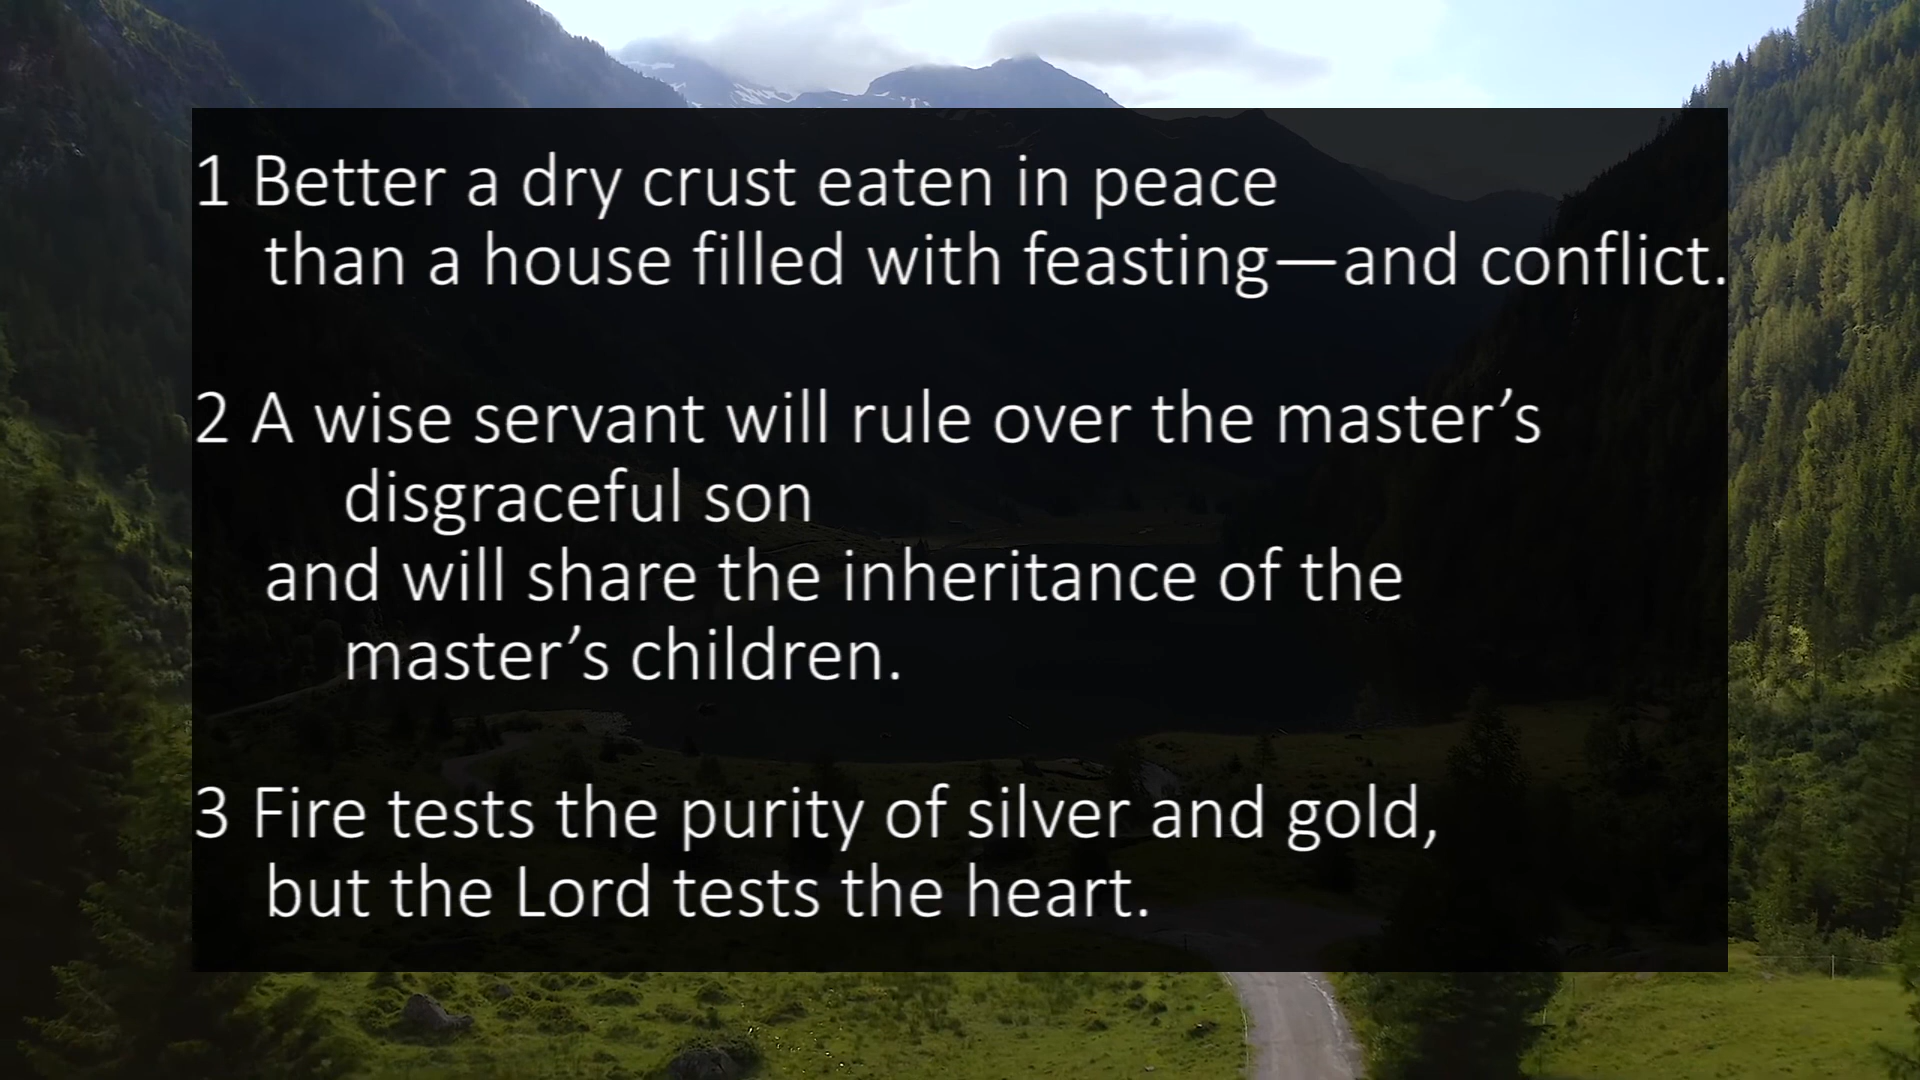 1 Better a dry crust eaten in peace
than a house filled with feasting—and conflict.
2 A wise servant will rule over the master’s
disgraceful son
and will share the inheritance of the
master’s children.
3 Fire tests the purity of silver and gold,
but the Lord tests the heart.